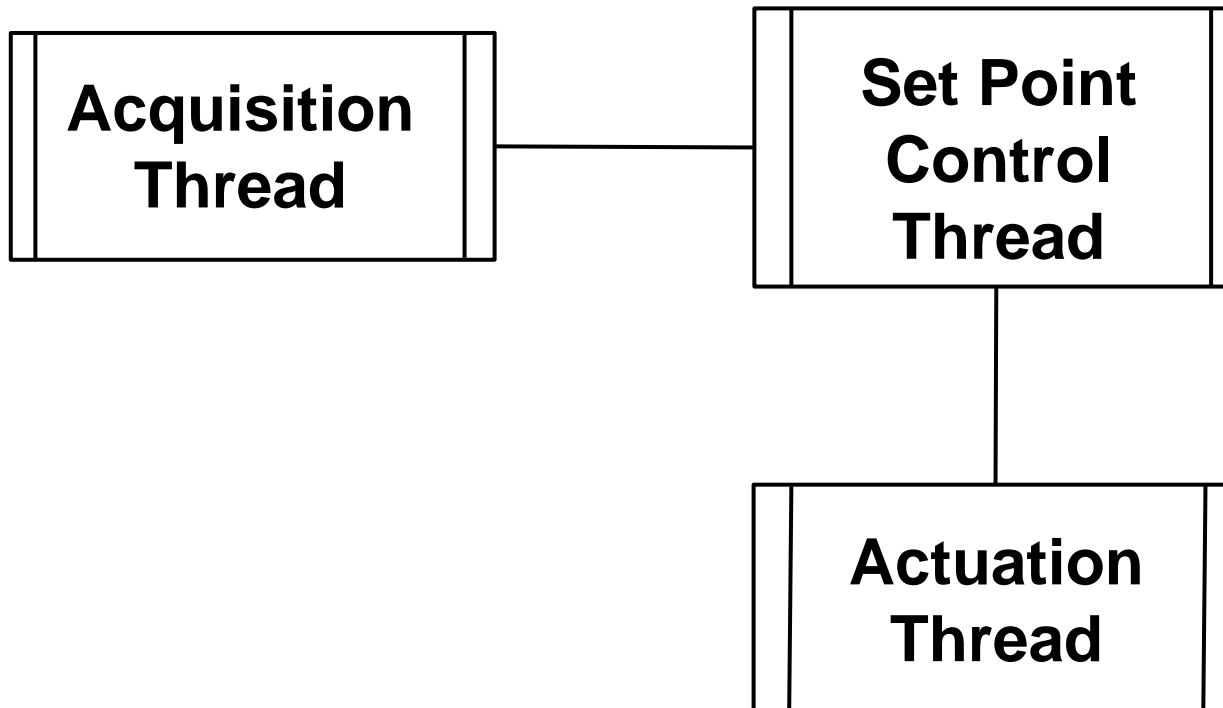 Acquisition
Thread
Set Point
Control
Thread
Actuation
Thread